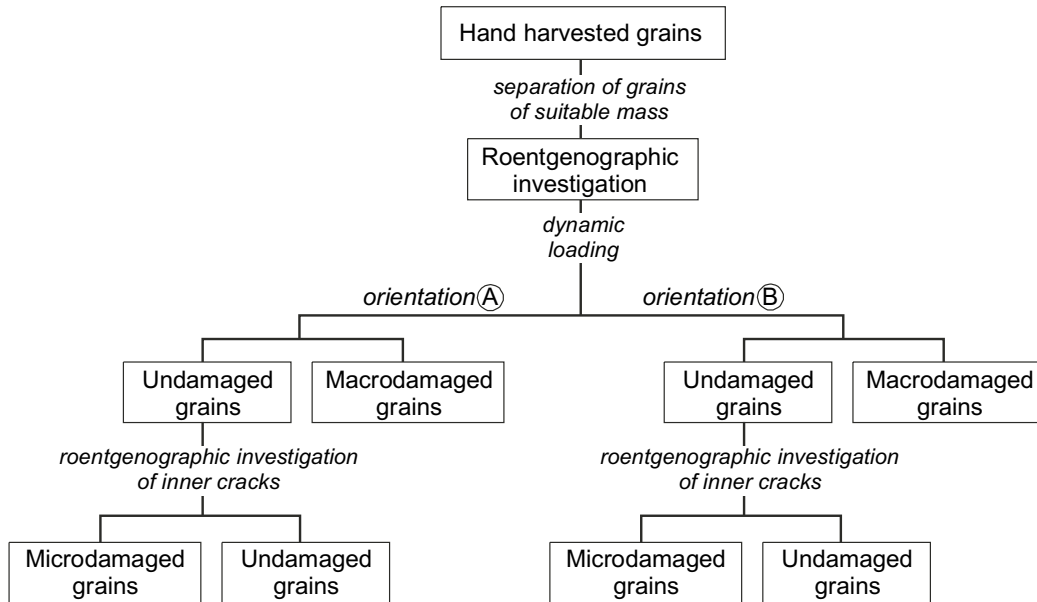 Hand harvested grains
separation of grains
of suitable mass
Roentgenographic
investigation
dynamic
loading
orientation A
orientation B
Undamaged
grains
Macrodamaged
grains
Undamaged
grains
Macrodamaged
grains
roentgenographic investigation
of inner cracks
roentgenographic investigation
of inner cracks
Microdamaged
grains
Undamaged
grains
Microdamaged
grains
Undamaged
grains